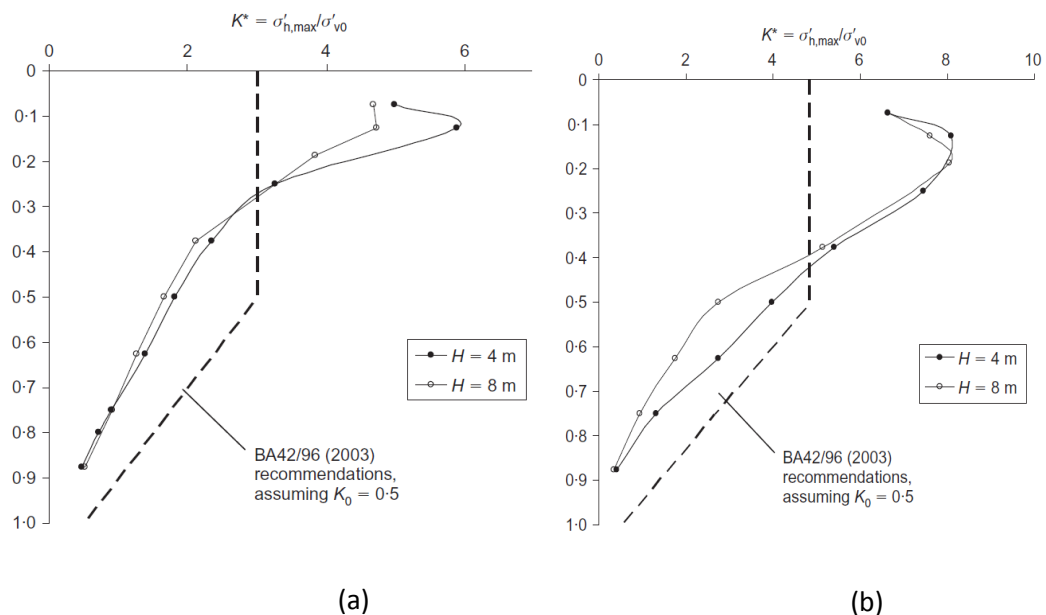 K* = σ′h,max/σ′v0
0 2 4 6
0
0·1
0·2
0·3
0·4
0·5
0·6
0·7
0·8
0·9
1·0
H = 4 m
H = 8 m
BA42/96 (2003)
recommendations,
assuming K0 = 0·5
(a)
K* = σ′h,max/σ′v0
0 2 4 6 8 10
0
0·1
0·2
0·3
0·4
0·5
0·6
0·7
0·8
0·9
1·0
H = 4 m
H = 8 m
BA42/96 (2003)
recommendations,
assuming K0 = 0·5
(b)